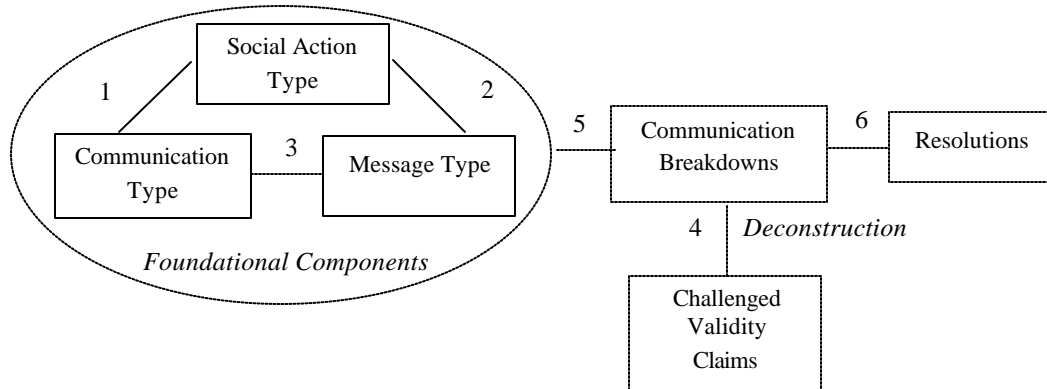 Social Action
Type
1
2
Communication
Type
3
Message Type
Foundational Components
5
Communication
Breakdowns
6
Resolutions
4
Deconstruction
Challenged
Validity
Claims